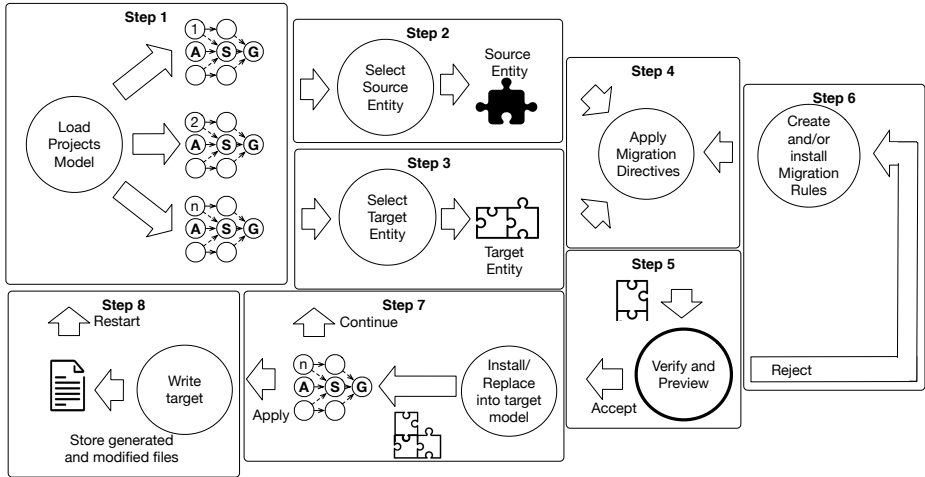 Step 1
Load
Projects
Model
1
A S G
2
A S G
n
A S G
Step 2
Select
Source
Entity
Source
Entity
Step 3
Select
Target
Entity
Target
Entity
Step 4
Apply
Migration
Directives
Step 6
Create
and/or
install
Migration
Rules
Step 5
Verify and
Preview
Accept
Reject
Step 7
Continue
Install/
Replace
into target
model
n
A S G
Apply
Step 8
Restart
Write
target
Store generated
and modified files